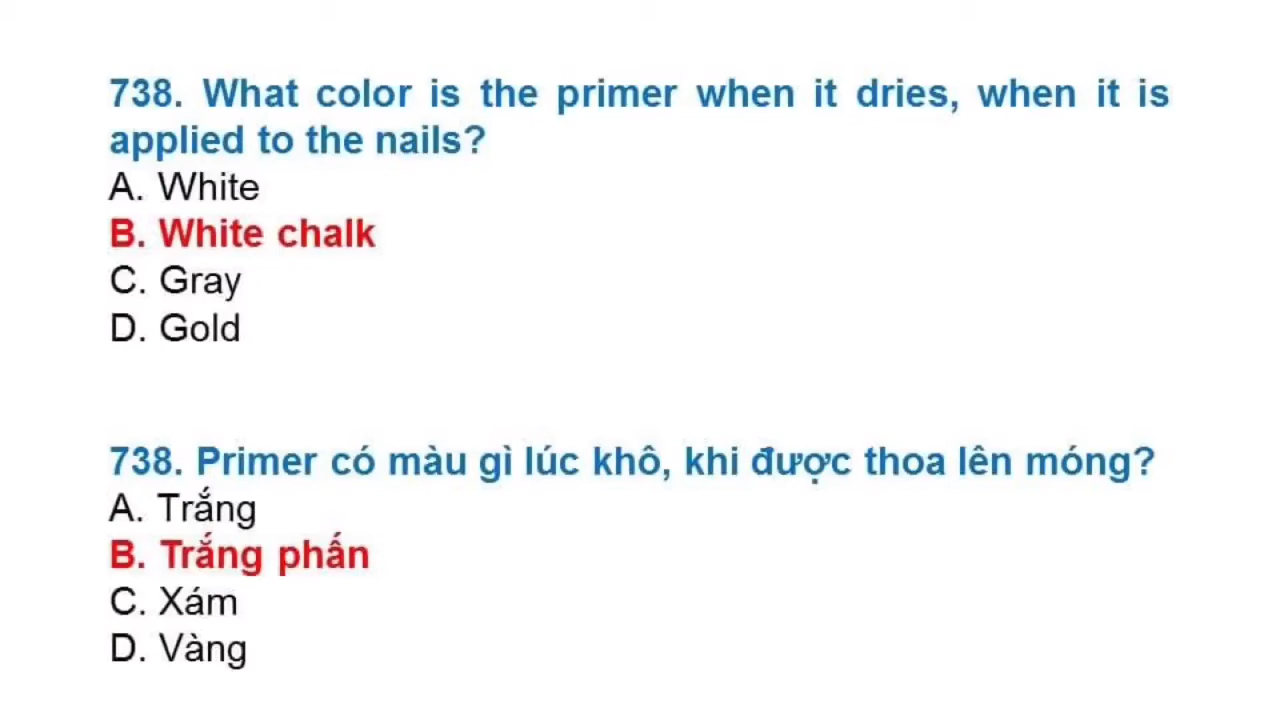 738. What color is the primer when it dries, when it is
applied to the nails?
A. White
B. White chalk
C. Gray
D. Gold
738. Primer có màu gì lúc khô, khi được thoa lên móng?
A. Trắng
B. Trắng phấn
C. Xám
D. Vàng